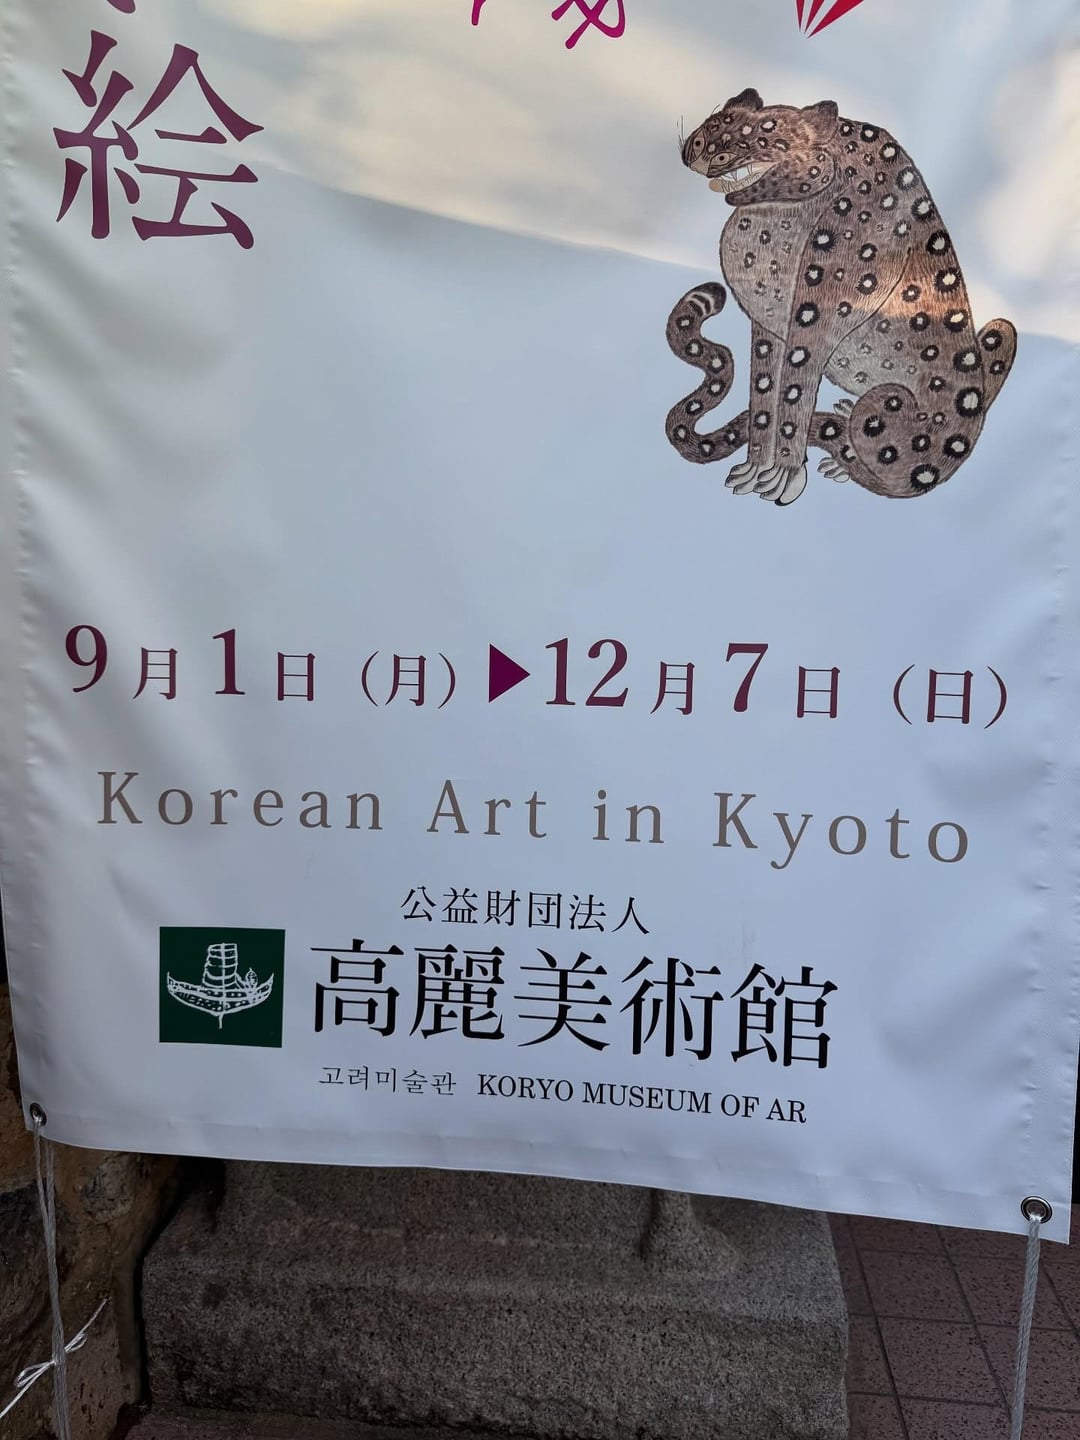 絵
9月1日（月）▶12月7日（日）
Korean Art in Kyoto
公益財団法人
高麗美術館
고려미술관 KORYO MUSEUM OF AR